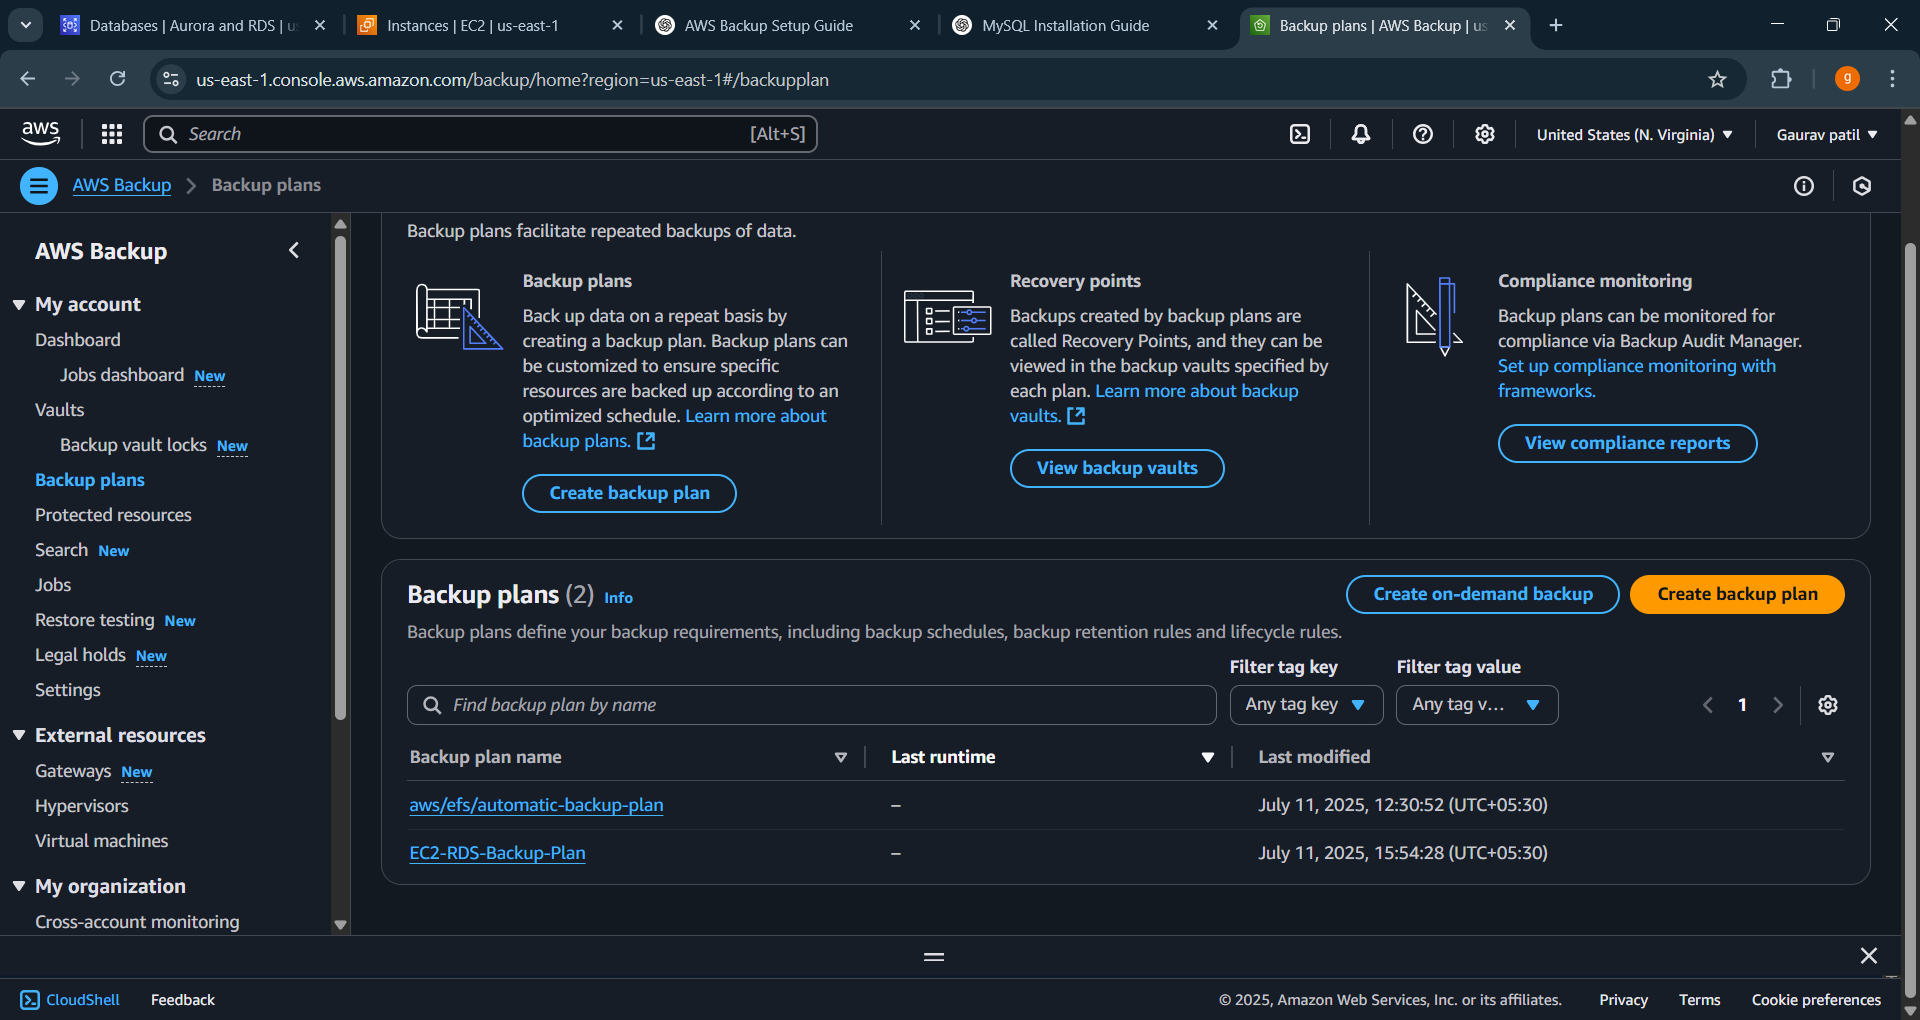 Databases | Aurora and RDS | us
Instances | EC2 | us-east-1
AWS Backup Setup Guide
MySQL Installation Guide
Backup plans | AWS Backup | us
us-east-1.console.aws.amazon.com/backup/home?region=us-east-1#/backupplan
g
aws
Search
[Alt+S]
United States (N. Virginia)
Gaurav patil
AWS Backup
Backup plans
AWS Backup
My account
Dashboard
Jobs dashboard New
Vaults
Backup vault locks New
Backup plans
Protected resources
Search New
Jobs
Restore testing New
Legal holds New
Settings
External resources
Gateways New
Hypervisors
Virtual machines
My organization
Cross-account monitoring
Backup plans facilitate repeated backups of data.
Backup plans
Back up data on a repeat basis by
creating a backup plan. Backup plans can
be customized to ensure specific
resources are backed up according to an
optimized schedule. Learn more about
backup plans.
Create backup plan
Recovery points
Backups created by backup plans are
called Recovery Points, and they can be
viewed in the backup vaults specified by
each plan. Learn more about backup
vaults.
View backup vaults
Compliance monitoring
Backup plans can be monitored for
compliance via Backup Audit Manager.
Set up compliance monitoring with
frameworks.
View compliance reports
Backup plans (2) Info
Create on-demand backup
Create backup plan
Backup plans define your backup requirements, including backup schedules, backup retention rules and lifecycle rules.
Filter tag key
Filter tag value
Find backup plan by name
Any tag key
Any tag v...
1
Backup plan name
Last runtime
Last modified
aws/efs/automatic-backup-plan
–
July 11, 2025, 12:30:52 (UTC+05:30)
EC2-RDS-Backup-Plan
–
July 11, 2025, 15:54:28 (UTC+05:30)
CloudShell
Feedback
© 2025, Amazon Web Services, Inc. or its affiliates.
Privacy
Terms
Cookie preferences